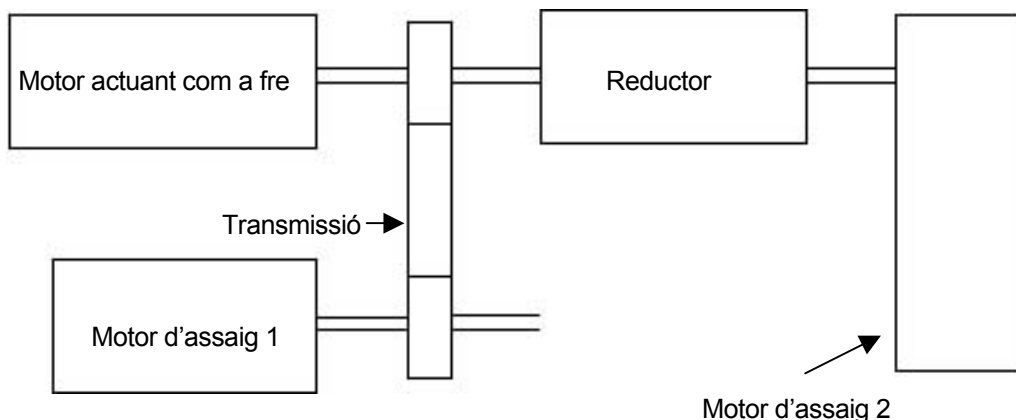 Motor actuant com a fre
Reductor
Transmissió
Motor d'assaig 1
Motor d'assaig 2